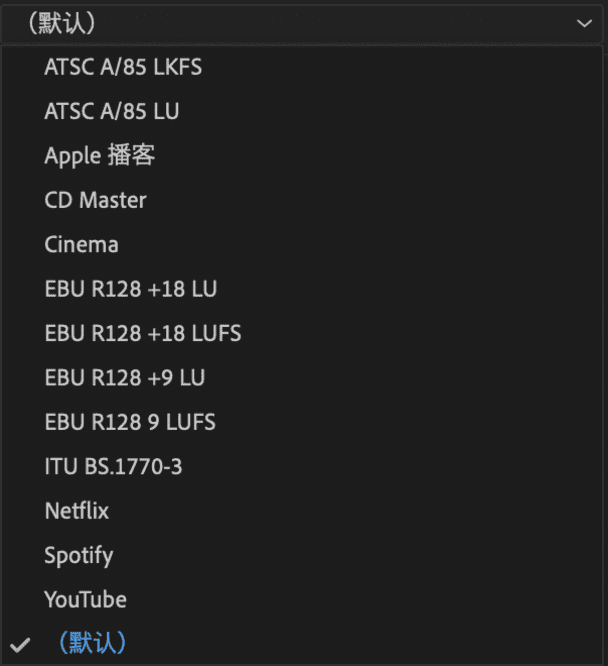 (默认)
ATSC A/85 LKFS
ATSC A/85 LU
Apple 播客
CD Master
Cinema
EBU R128 +18 LU
EBU R128 +18 LUFS
EBU R128 +9 LU
EBU R128 9 LUFS
ITU BS.1770-3
Netflix
Spotify
YouTube
(默认)